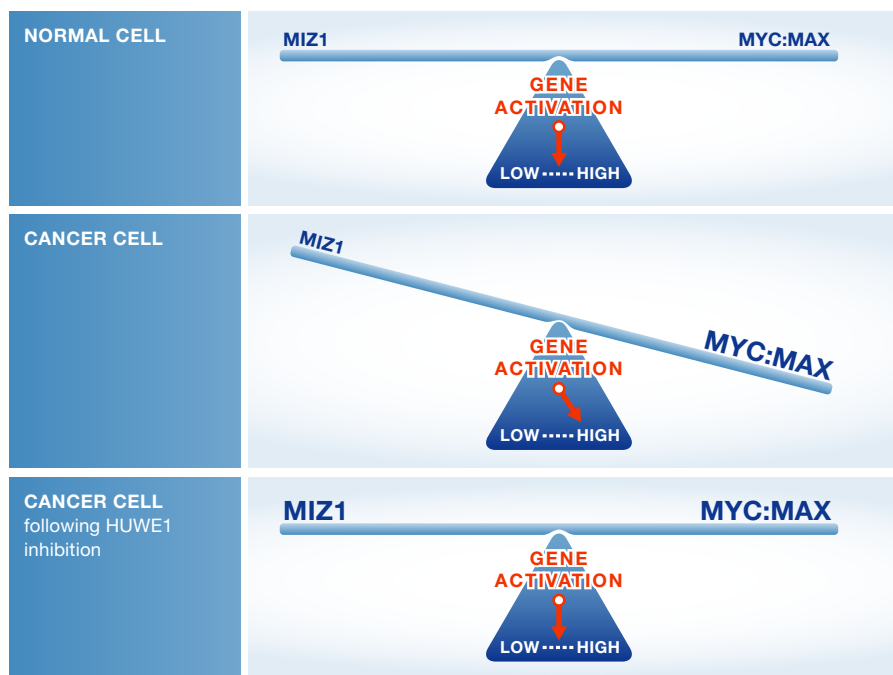 NORMAL CELL
MIZ1
MYC:MAX
GENE
ACTIVATION
LOW ----- HIGH
CANCER CELL
MIZ1
MYC:MAX
GENE
ACTIVATION
LOW ----- HIGH
CANCER CELL
following HUWE1
inhibition
MIZ1
MYC:MAX
GENE
ACTIVATION
LOW ----- HIGH